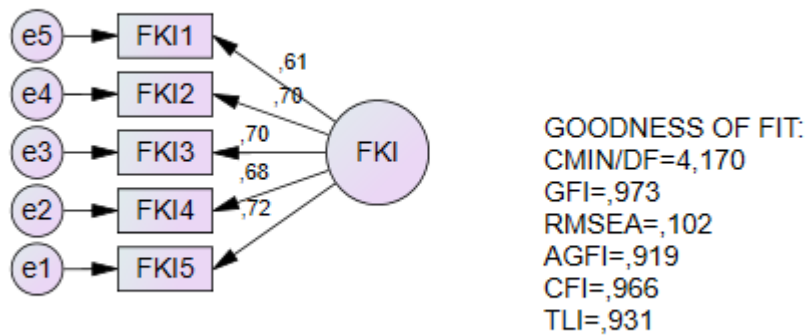 e5 FKI1
,61
e4 FKI2
,70
e3 FKI3
,70
FKI
,68
e2 FKI4
,72
e1 FKI5
GOODNESS OF FIT:
CMIN/DF=4,170
GFI=,973
RMSEA=,102
AGFI=,919
CFI=,966
TLI=,931